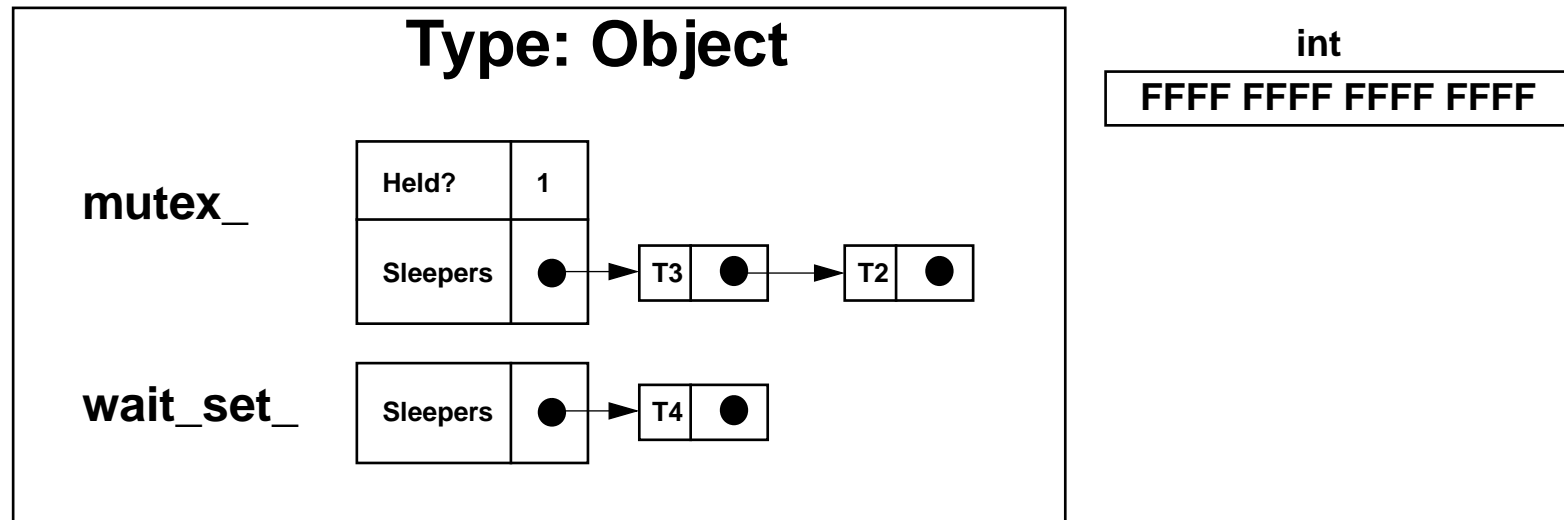 Type: Object
int
FFFF FFFF FFFF FFFF
mutex_
Held? 1
Sleepers T3 T2
wait_set_
Sleepers T4